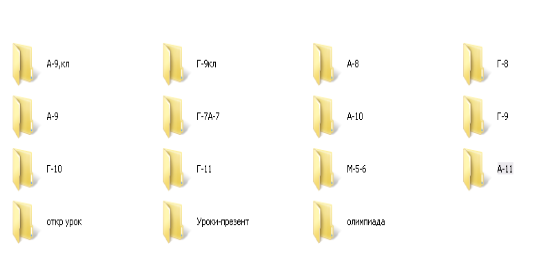 А-9,кл
Г-9кл
А-8
Г-8
А-9
Г-7А-7
А-10
Г-9
Г-10
Г-11
М-5-6
А-11
откр урок
Уроки-презент
олимпиада